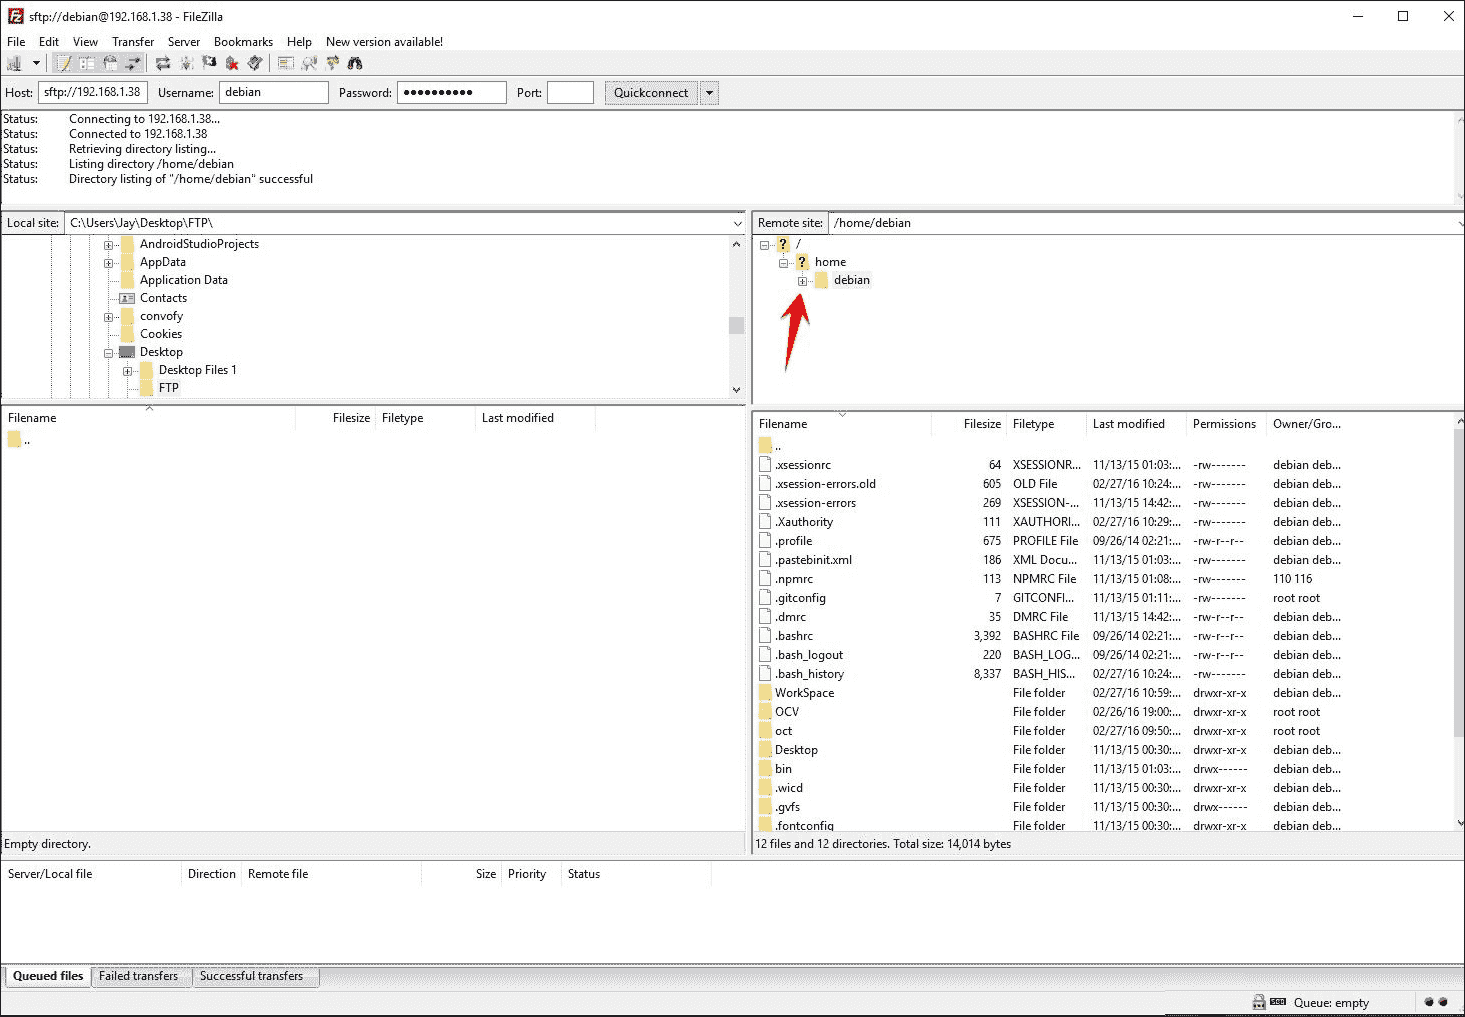 sftp://debian@192.168.1.38 - FileZilla
File Edit View Transfer Server Bookmarks Help New version available!
Host: sftp://192.168.1.38 Username: debian Password: ●●●●●●●●●● Port: Quickconnect
Status: Connecting to 192.168.1.38...
Status: Connected to 192.168.1.38
Status: Retrieving directory listing...
Status: Listing directory /home/debian
Status: Directory listing of "/home/debian" successful
Local site: C:\Users\Jay\Desktop\FTP\
AndroidStudioProjects
AppData
Application Data
Contacts
convofy
Cookies
Desktop
Desktop Files 1
FTP
Remote site: /home/debian
? /
? home
debian
Filename Filesize Filetype Last modified
..
Empty directory.
Filename Filesize Filetype Last modified Permissions Owner/Gro...
..
.xsessionrc 64 XSESSIONR... 11/13/15 01:03:... -rw------- debian deb...
.xsession-errors.old 605 OLD File 02/27/16 10:24:... -rw------- debian deb...
.xsession-errors 269 XSESSION-... 11/13/15 14:42:... -rw------- debian deb...
.Xauthority 111 XAUTHORI... 02/27/16 10:29:... -rw------- debian deb...
.profile 675 PROFILE File 09/26/14 02:21:... -rw-r--r-- debian deb...
.pastebinit.xml 186 XML Docu... 11/13/15 01:03:... -rw------- debian deb...
.npmrc 113 NPMRC File 11/13/15 01:08:... -rw------- 110 116
.gitconfig 7 GITCONFI... 11/13/15 01:11:... -rw------- root root
.dmrc 35 DMRC File 11/13/15 14:42:... -rw-r--r-- debian deb...
.bashrc 3,392 BASHRC File 09/26/14 02:21:... -rw-r--r-- debian deb...
.bash_logout 220 BASH_LOG... 09/26/14 02:21:... -rw-r--r-- debian deb...
.bash_history 8,337 BASH_HIS... 02/27/16 10:24:... -rw------- debian deb...
WorkSpace File folder 02/27/16 10:59:... drwxr-xr-x debian deb...
OCV File folder 02/26/16 19:00:... drwxr-xr-x root root
oct File folder 02/27/16 09:50:... drwxr-xr-x root root
Desktop File folder 11/13/15 00:30:... drwxr-xr-x debian deb...
bin File folder 11/13/15 01:03:... drwx------ debian deb...
.wicd File folder 11/13/15 00:30:... drwxr-xr-x debian deb...
.gvfs File folder 11/13/15 00:30:... drwx------ debian deb...
.fontconfig File folder 11/13/15 00:30:... drwxr-xr-x debian deb...
12 files and 12 directories. Total size: 14,014 bytes
Server/Local file Direction Remote file Size Priority Status
Queued files Failed transfers Successful transfers
Queue: empty